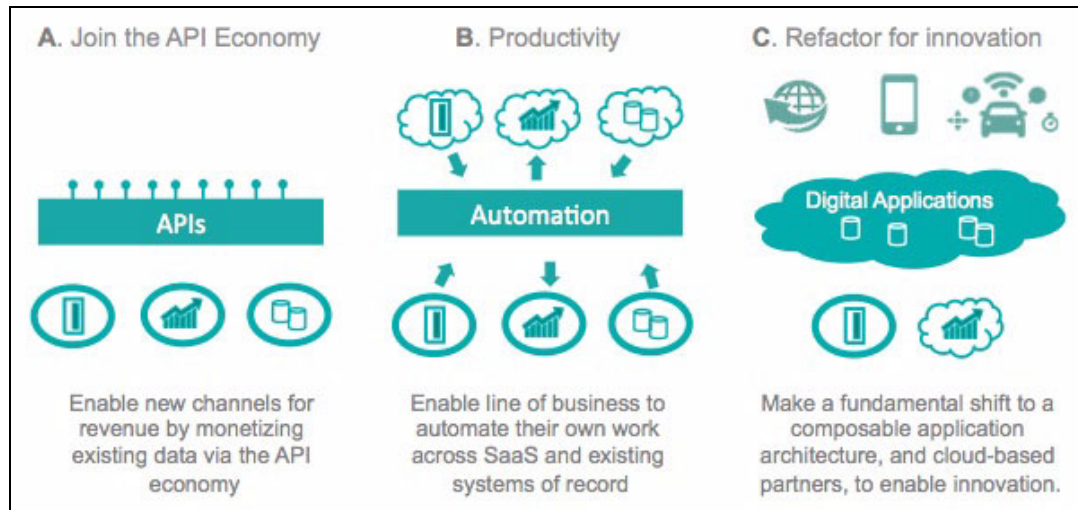 A. Join the API Economy
APIs
Enable new channels for
revenue by monetizing
existing data via the API
economy
B. Productivity
Automation
Enable line of business to
automate their own work
across SaaS and existing
systems of record
C. Refactor for innovation
Digital Applications
Make a fundamental shift to a
composable application
architecture, and cloud-based
partners, to enable innovation.